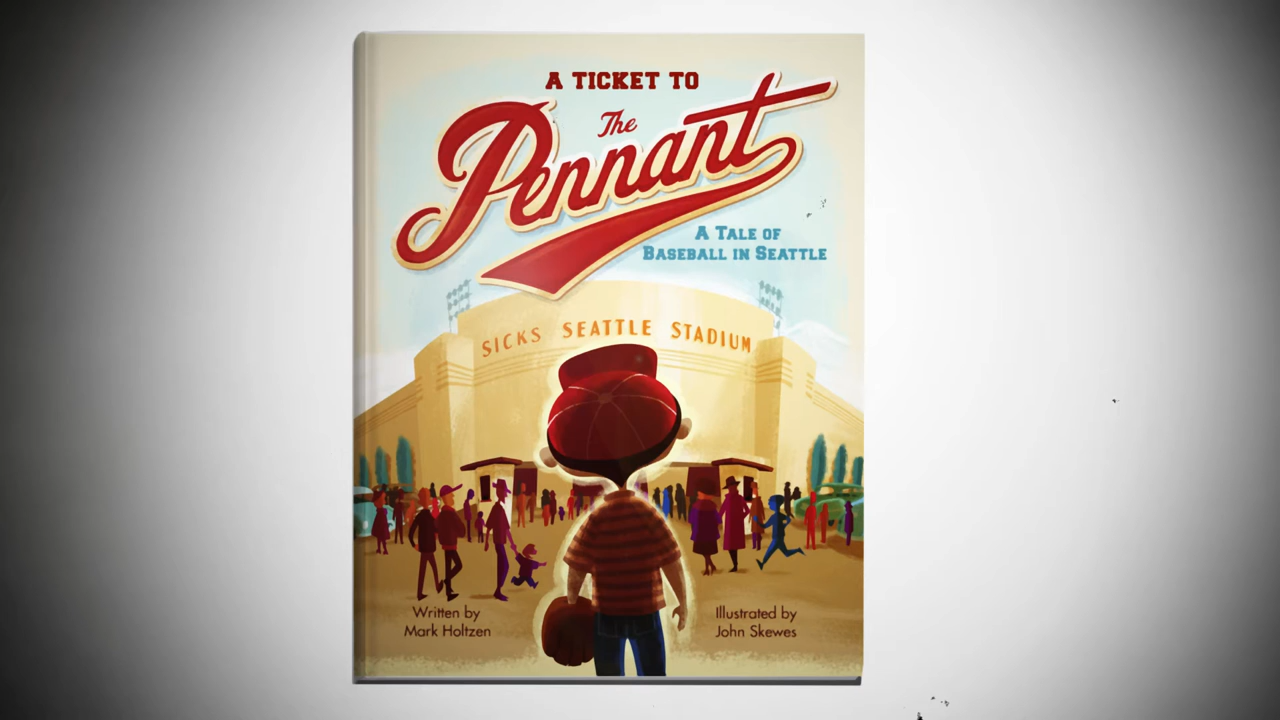 A TICKET TO
The
Pennant
A TALE OF
BASEBALL IN SEATTLE
SICKS SEATTLE STADIUM
Written by
Mark Holtzen
Illustrated by
John Skewes